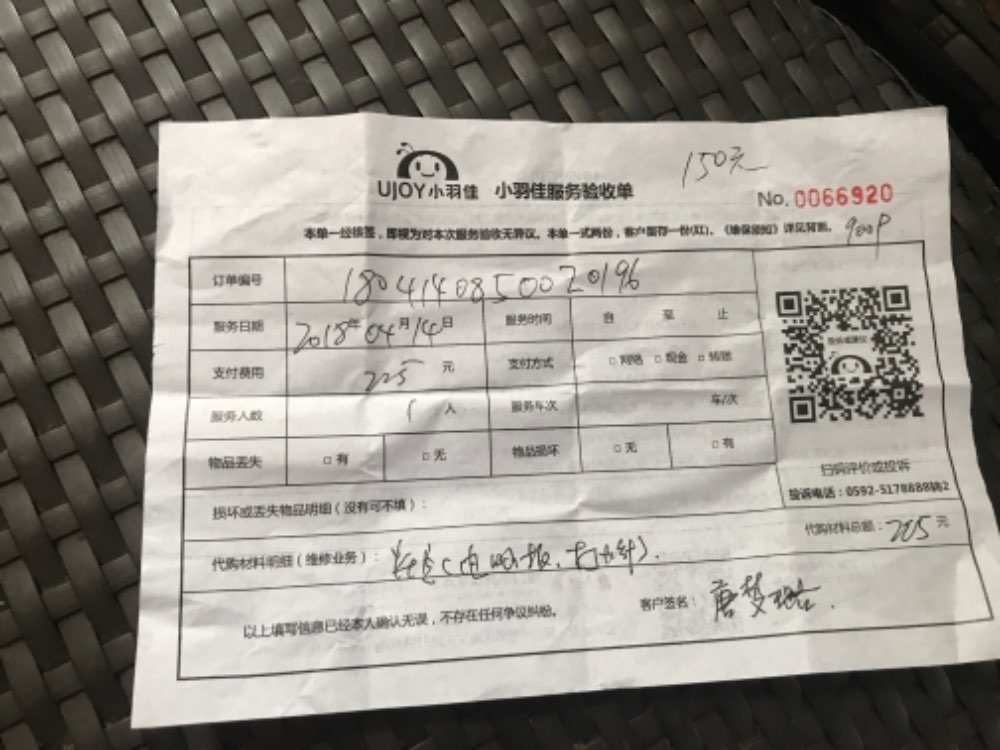 150元
UJOY小羽佳 小羽佳服务验收单
No. 0066920
本单一经核签，即视为对本次服务验收无异议。本单一式两份，客户留存一份(红)。《维保须知》详见背面。
订单编号 1804140850020196
服务日期 2018年04月14日 服务时间 自 至 止
支付费用 225元 支付方式 □网络 □现金 □转账
服务人数 1人 服务车次 车/次
物品丢失 □有 □无 物品损坏 □无 □有
扫码评价或投诉
投诉电话：0592-5178888转2
损坏或丢失物品明细（没有可不填）：
代购材料总额：225元
代购材料明细（维修业务）：
客户签名：唐梦
以上填写信息已经本人确认无误，不存在任何争议纠纷。